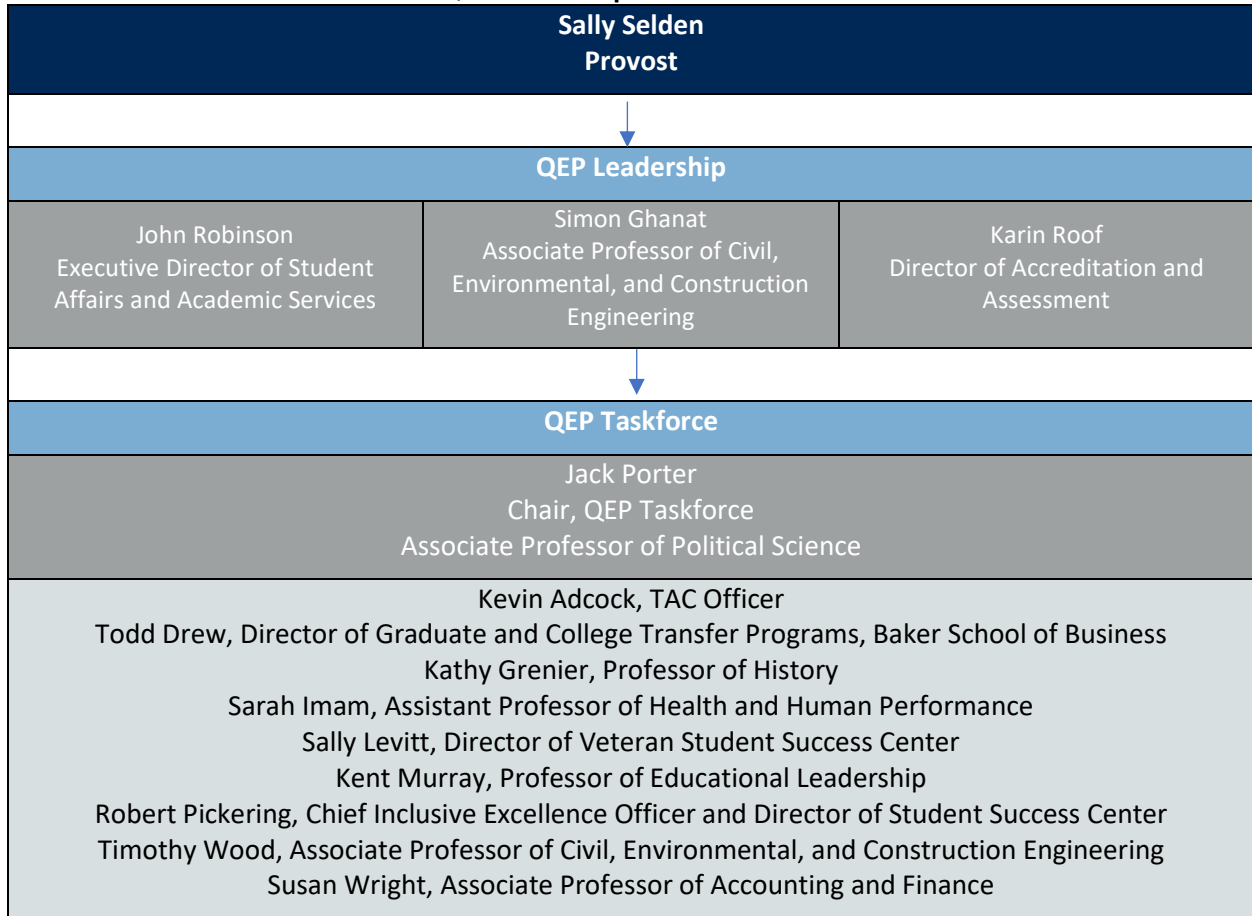 Sally Selden
Provost
QEP Leadership
John Robinson
Executive Director of Student
Affairs and Academic Services
Simon Ghanat
Associate Professor of Civil,
Environmental, and Construction
Engineering
Karin Roof
Director of Accreditation and
Assessment
QEP Taskforce
Jack Porter
Chair, QEP Taskforce
Associate Professor of Political Science
Kevin Adcock, TAC Officer
Todd Drew, Director of Graduate and College Transfer Programs, Baker School of Business
Kathy Grenier, Professor of History
Sarah Imam, Assistant Professor of Health and Human Performance
Sally Levitt, Director of Veteran Student Success Center
Kent Murray, Professor of Educational Leadership
Robert Pickering, Chief Inclusive Excellence Officer and Director of Student Success Center
Timothy Wood, Associate Professor of Civil, Environmental, and Construction Engineering
Susan Wright, Associate Professor of Accounting and Finance